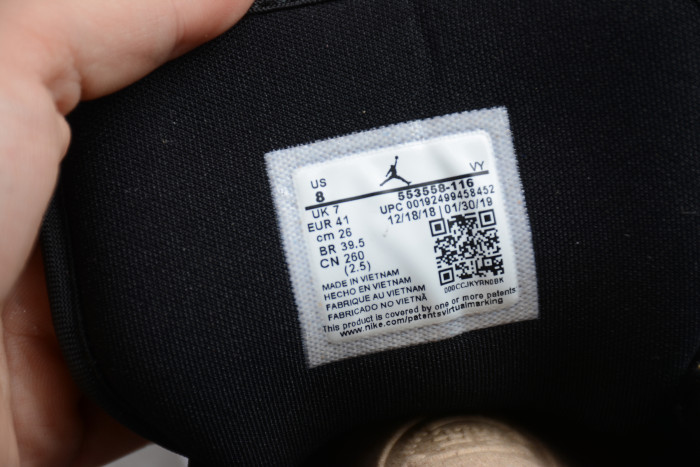 US VY
8 553558-116
UK 7 UPC 00192499458452
EUR 41 12/18/18 01/30/19
cm 26
BR 39.5
CN 260
(2.5)
000CCJKYRNDBK
MADE IN VIETNAM
HECHO EN VIETNAM
FABRIQUE AU VIETNAM
FABRICADO NO VIETNÃ
This product is covered by one or more patents
www.nike.com/patentsvirtualmarking